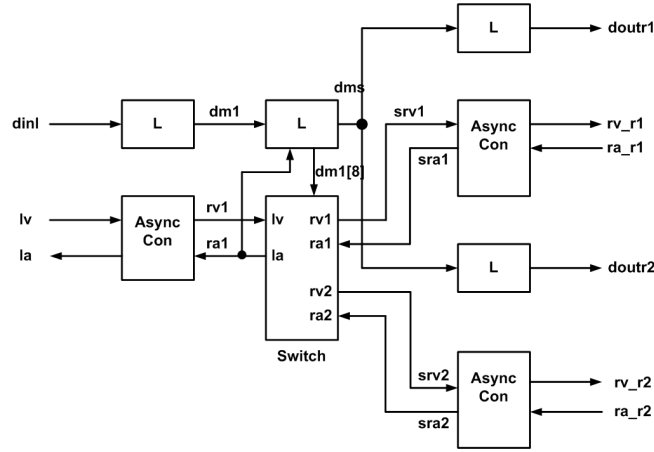 L
doutr1
dms
dm1
srv1
dinl
L
L
Async
Con
rv_r1
ra_r1
dm1[8]
sra1
lv
Async
Con
rv1
lv
rv1
la
ra1
la
ra1
L
doutr2
rv2
ra2
Switch
srv2
Async
Con
rv_r2
sra2
ra_r2